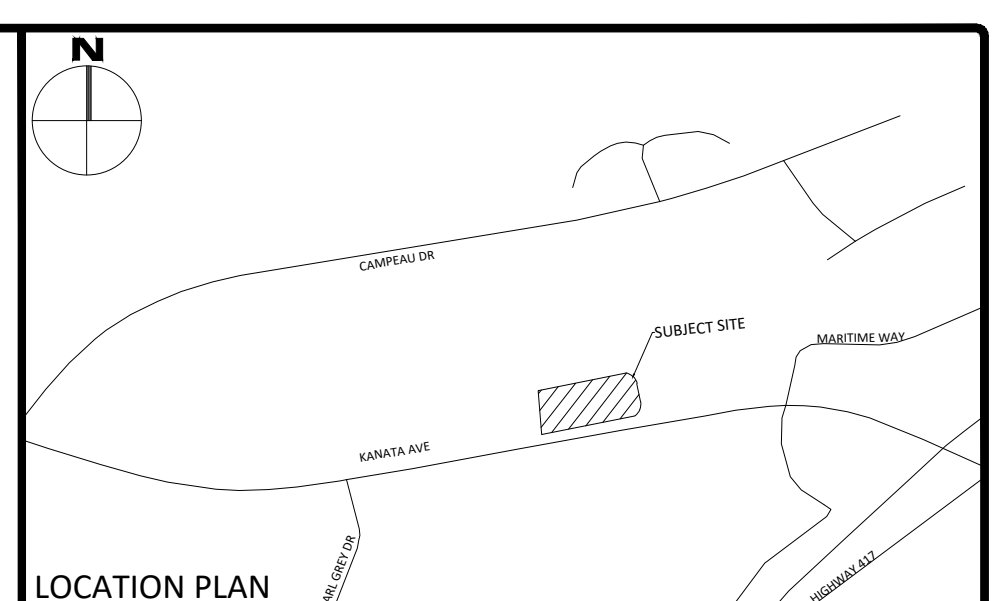 N
CAMPEAU DR
SUBJECT SITE
MARITIME WAY
KANATA AVE
ARL GREY DR
HIGHWAY 417
LOCATION PLAN